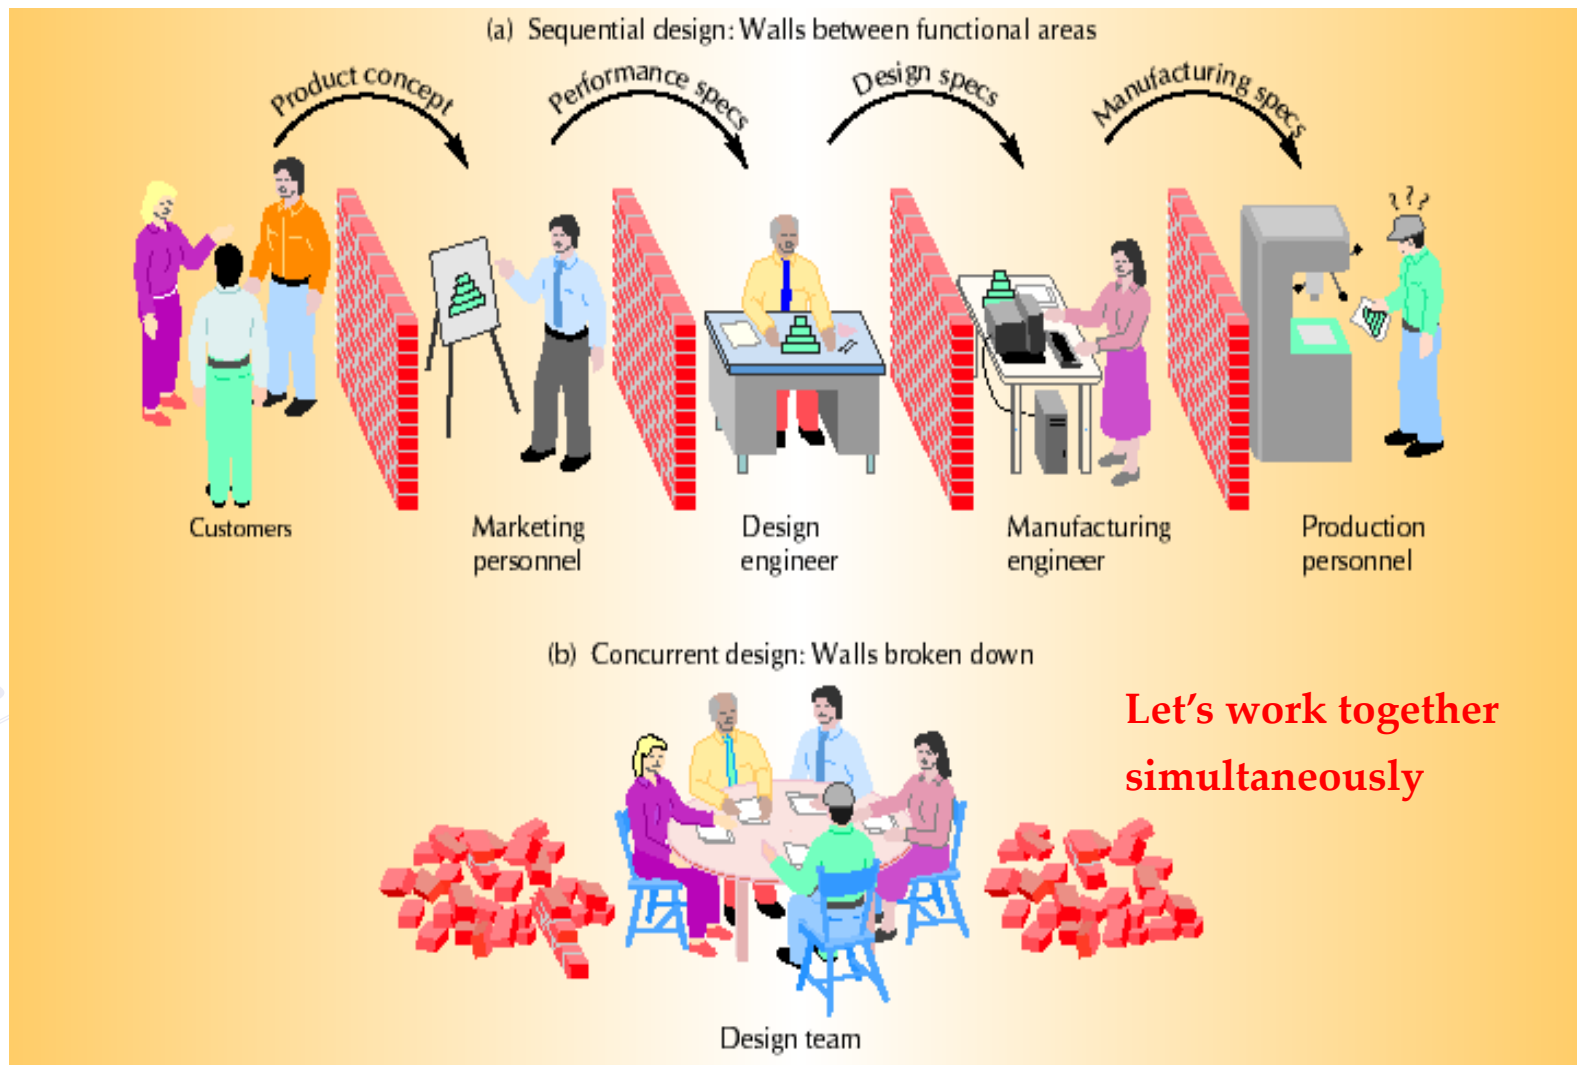 (a) Sequential design: Walls between functional areas
Product concept
Performance specs
Design specs
Manufacturing specs
? ? ?
Customers
Marketing
personnel
Design
engineer
Manufacturing
engineer
Production
personnel
(b) Concurrent design: Walls broken down
Let’s work together
simultaneously
Design team